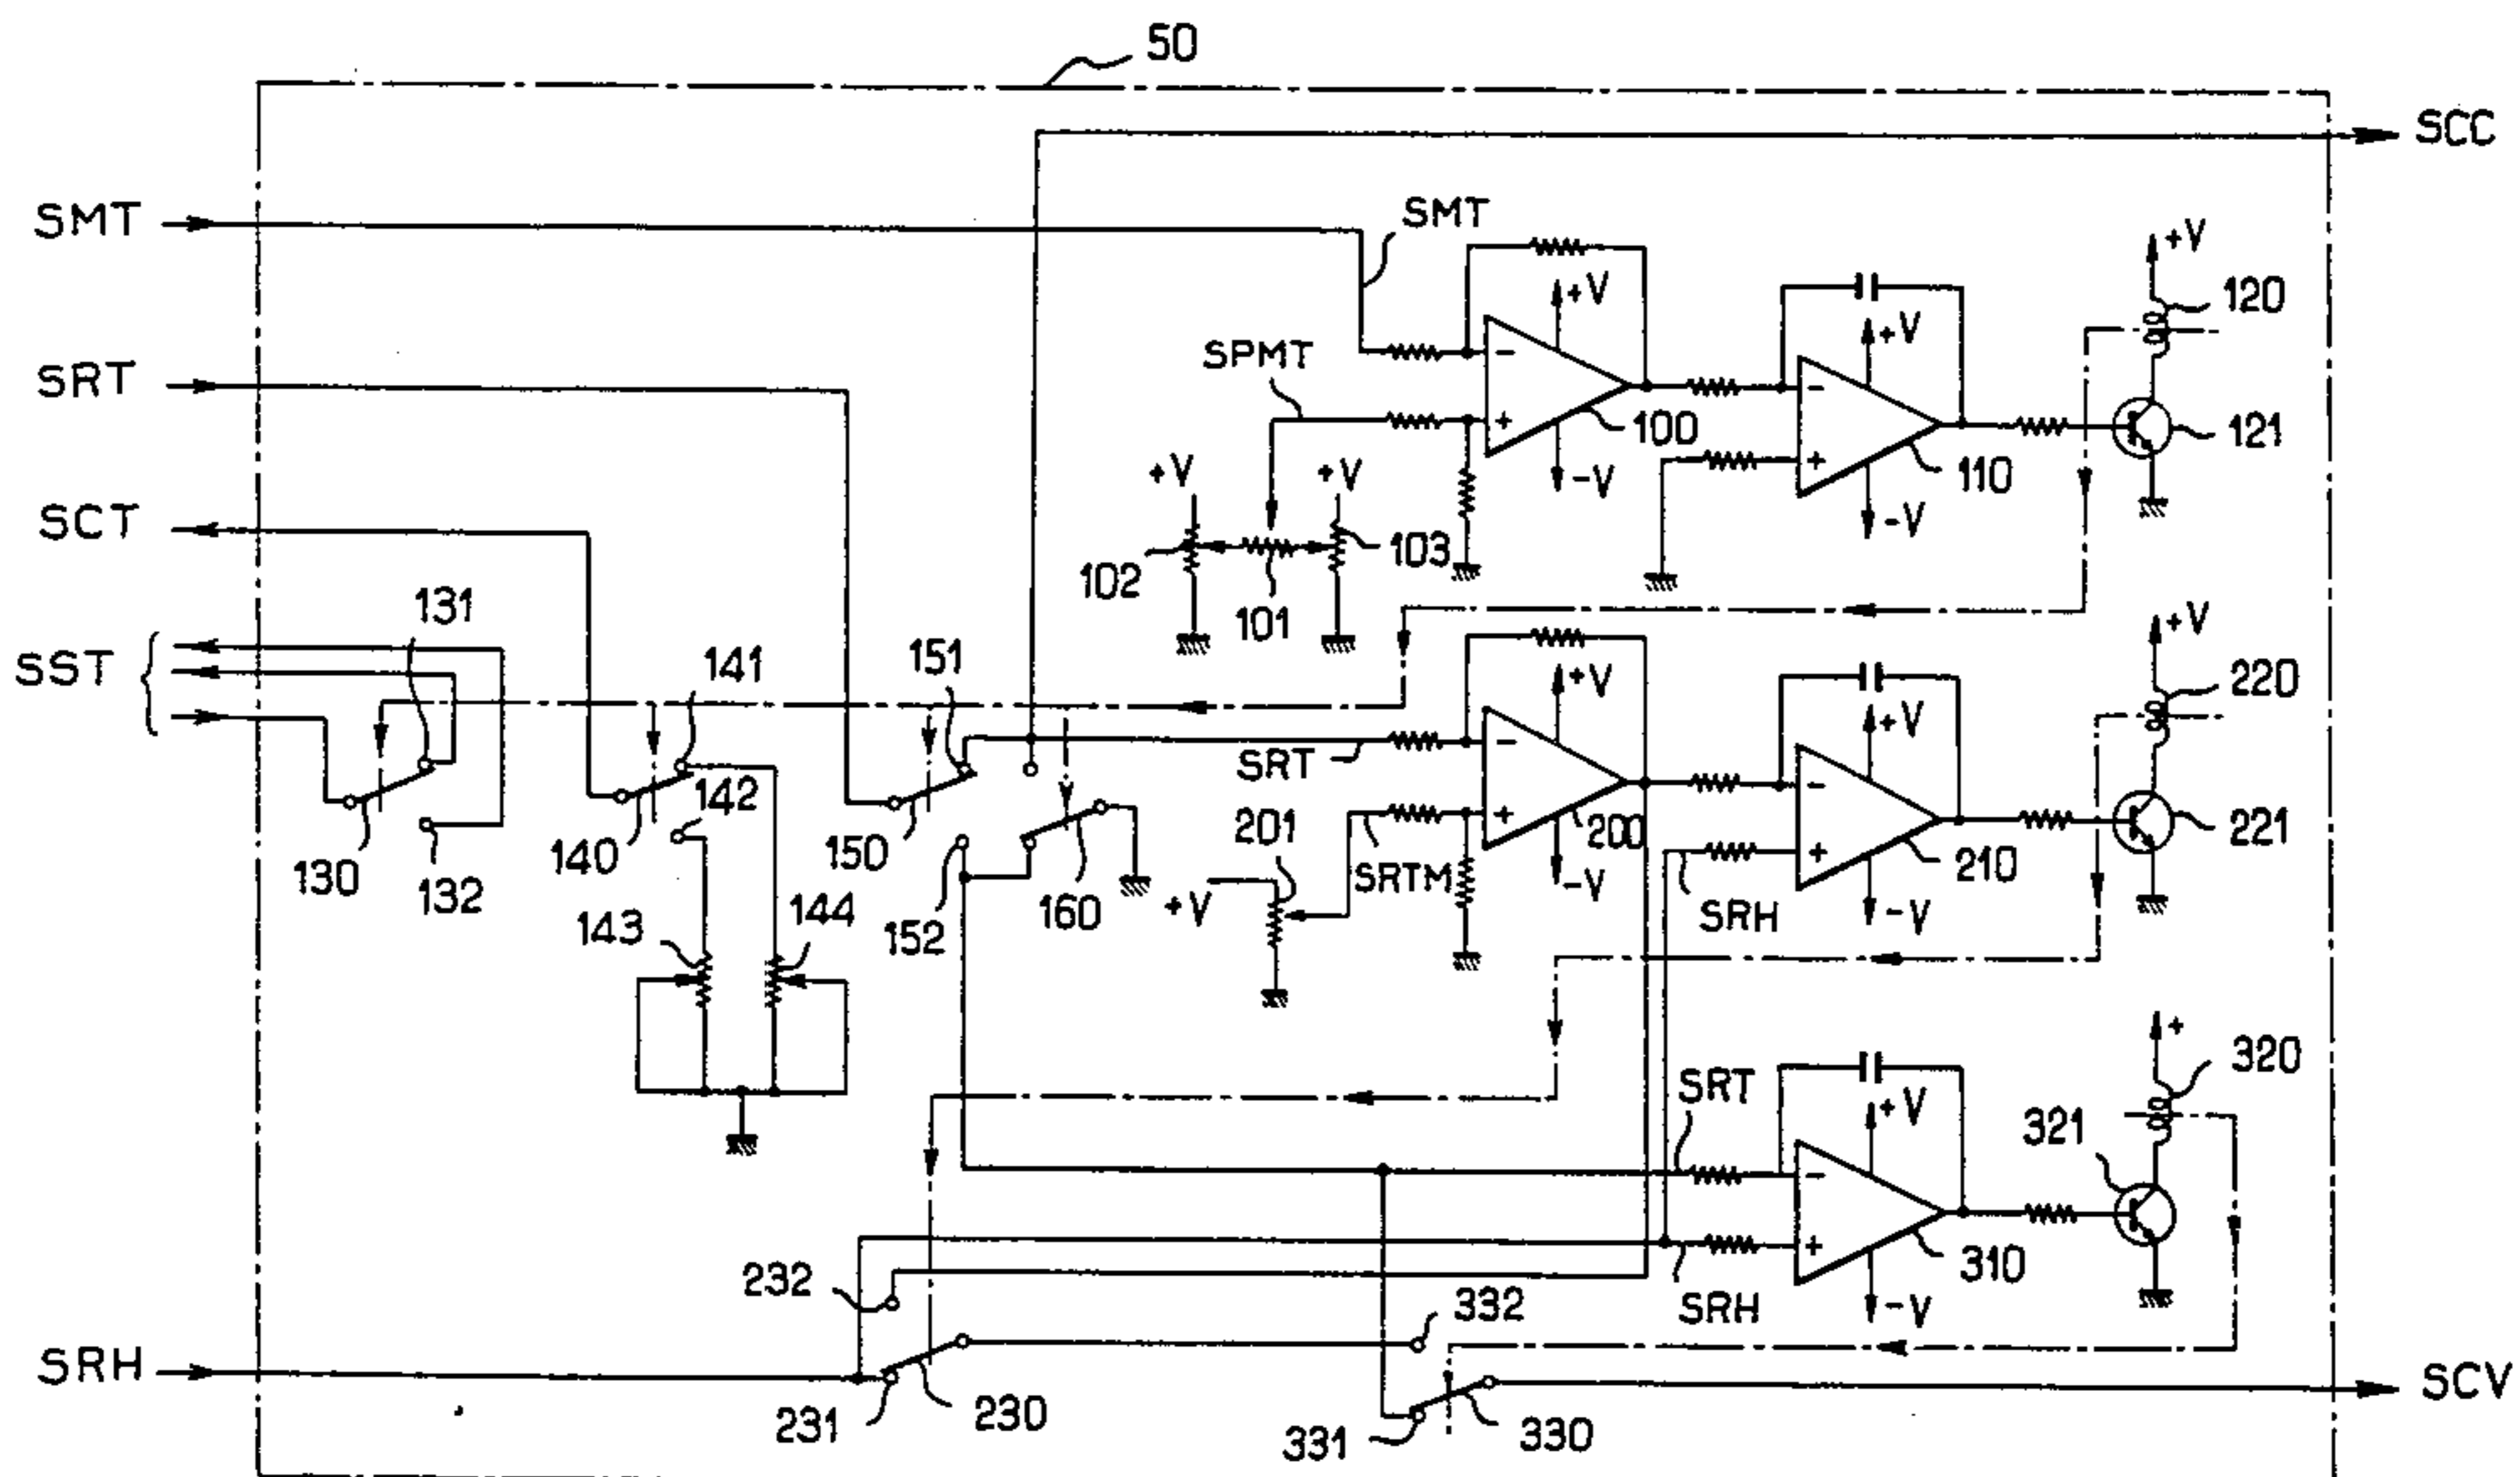 50
SCC
SMT
SMT
+V
120
+V
+V
SPMT
SRT
-
-
100
121
+
+V
+V
+
110
SCT
-V
-V
102
103
101
131
+V
SST
141
151
220
+V
+V
-
SRT
-
142
201
+
200
221
130
140
150
+
210
132
SRTM
-V
143
144
152
160
+V
SRH
-V
+
320
SRT
+V
321
-
232
+
310
332
SRH
-V
SRH
SCV
231
230
331
330